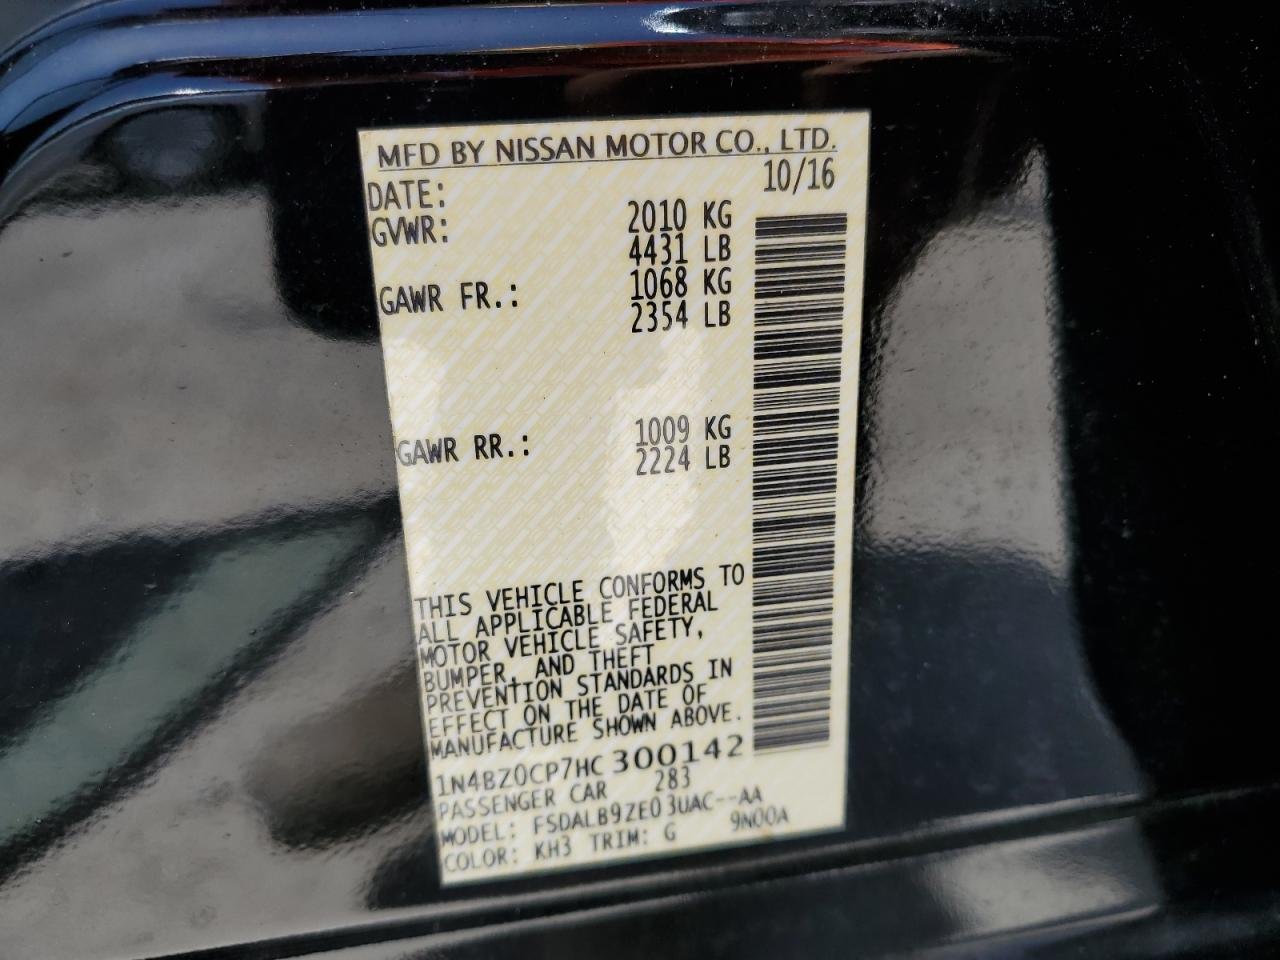 MFD BY NISSAN MOTOR CO., LTD.
DATE: 10/16
GVWR: 2010 KG
4431 LB
GAWR FR.: 1068 KG
2354 LB
GAWR RR.: 1009 KG
2224 LB
THIS VEHICLE CONFORMS TO
ALL APPLICABLE FEDERAL
MOTOR VEHICLE SAFETY,
BUMPER, AND THEFT
PREVENTION STANDARDS IN
EFFECT ON THE DATE OF
MANUFACTURE SHOWN ABOVE.
1N4BZ0CP7HC300142
PASSENGER CAR 283
MODEL: FSDALB9ZE03UAC--AA
COLOR: KH3 TRIM: G 9N00A